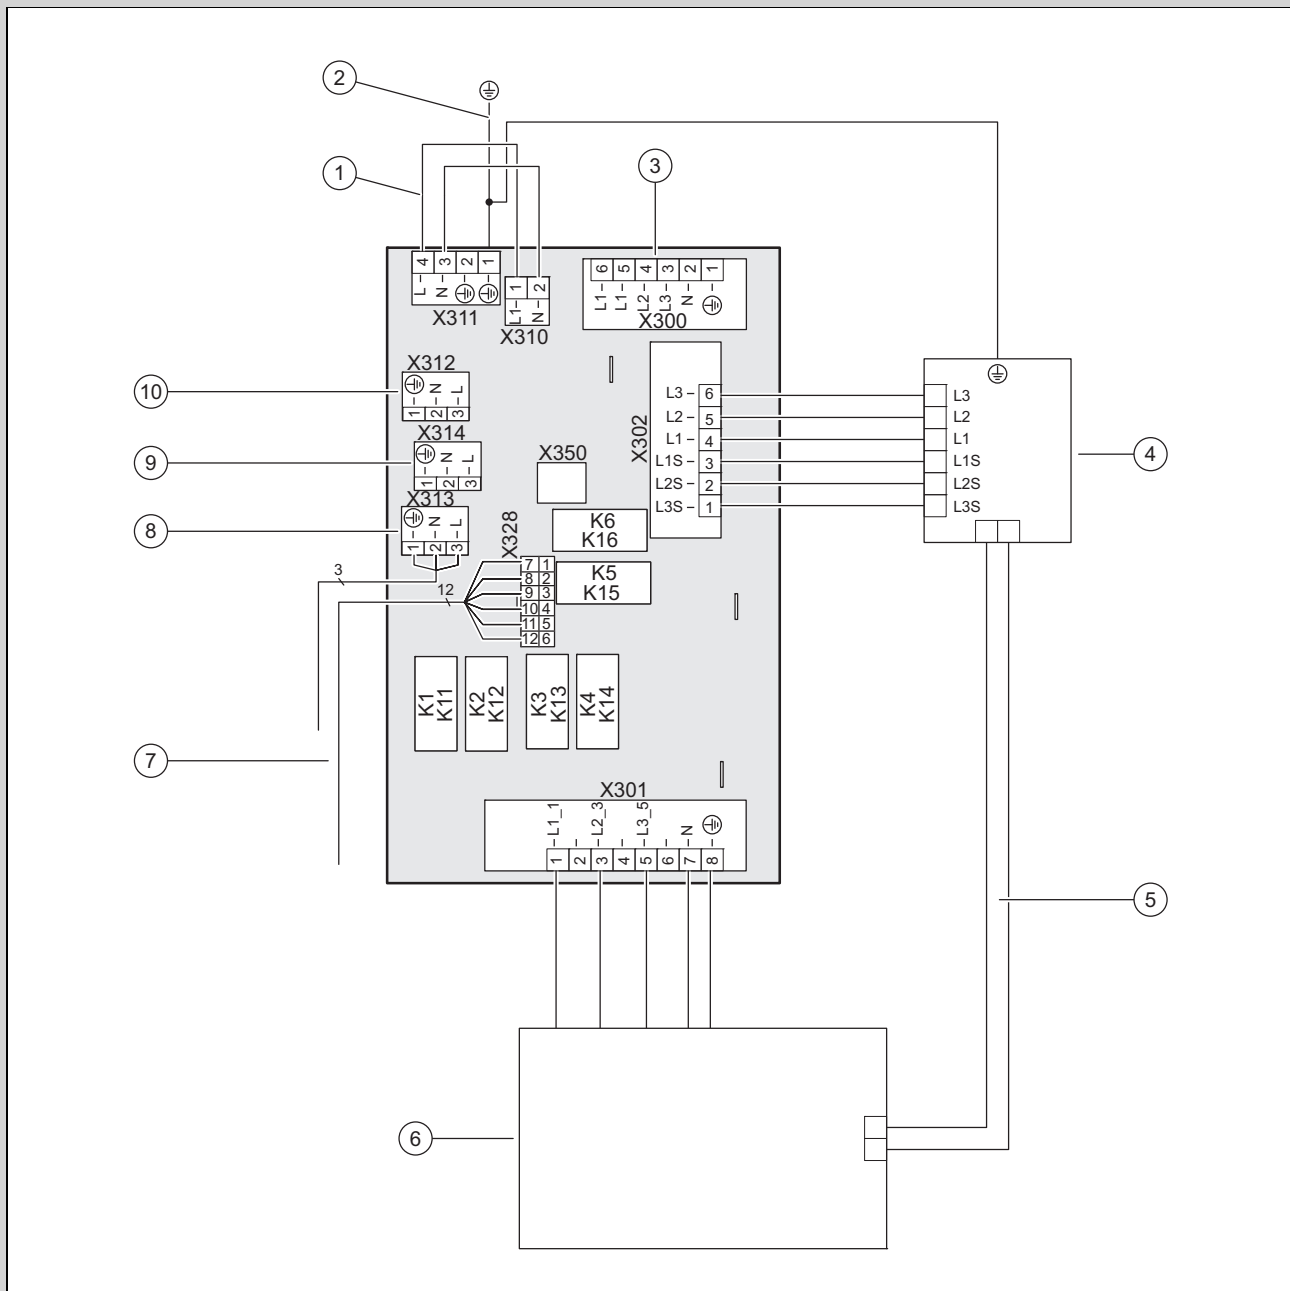 2
1
3
4 3 2 1
L – N –
X311
1 2
L1 – N –
X310
6 5 4 3 2 1
L1 – L1 – L2 – L3 – N –
X300
10
X312
– N – L
1 2 3
9
X314
– N – L
1 2 3
8
X313
– N – L
1 2 3
X350
X302
L3 – 6
L2 – 5
L1 – 4
L1S – 3
L2S – 2
L3S – 1
L3
L2
L1
L1S
L2S
L3S
4
K6
K16
K5
K15
X328
7 1
8 2
9 3
10 4
11 5
12 6
3
12
K1
K11
K2
K12
K3
K13
K4
K14
7
X301
– L1_1 – – L2_3 – – L3_5 – – N –
1 2 3 4 5 6 7 8
5
6